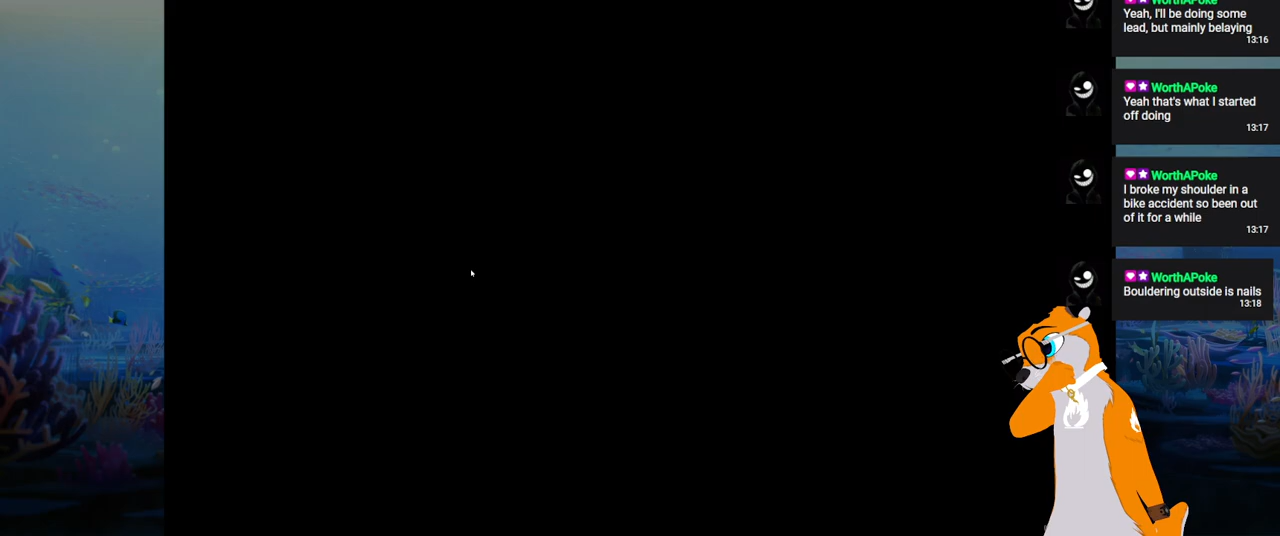 WorthAPoke
Yeah, I'll be doing some
lead, but mainly belaying
13:16
WorthAPoke
Yeah that's what I started
off doing
13:17
WorthAPoke
I broke my shoulder in a
bike accident so been out
of it for a while
13:17
WorthAPoke
Bouldering outside is nails
13:18